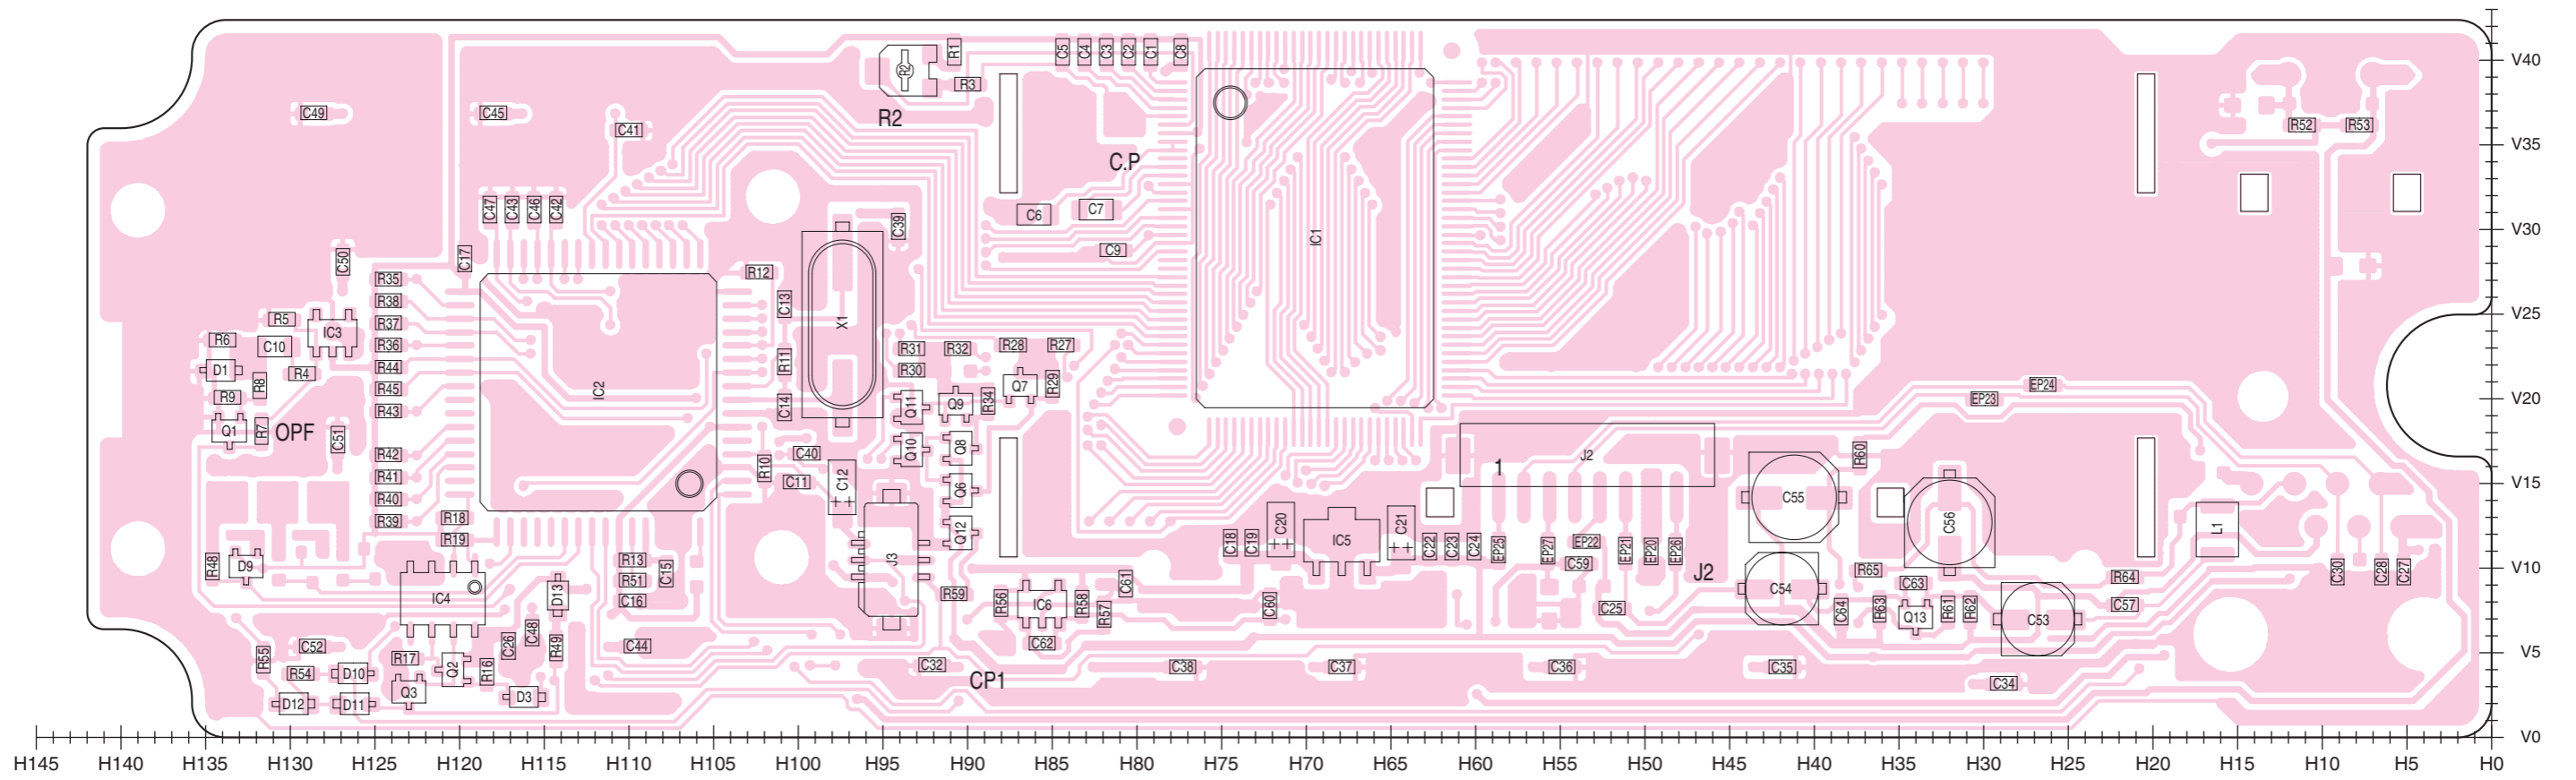 R1 C5 C4 C3 C2 C1 C8
V40
R2 R3
C49 C45 R2
C41 R52 R53
V35
C.P
C47 C43 C46 C42 C6 C7
C39 V30
IC1
C50 C17 C9
R35 R12
R38 C13
V25
R5 R37 X1
IC3
R6 C10 R36 R31 R32 R28 R27
D1 R4 R44 R11 R30
R8 R45 IC2 Q7 R29 EP24
R9 R43 C14 Q11 Q9 R34 EP23 V20
Q1 R7 OPF C51
R42 C40 Q10 Q8 R60
R41 R10 C11 C12 ++ 1 J2
R40 Q6 C55 V15
R39 R18 C20 ++ C21 ++ C56 L1
R19 Q12 C18 C19 IC5 C22 C23 C24 EP25 EP27 EP22 EP21 EP20 EP26
R48 D9 R13 C15 J3 C59 J2 R65 R64 C30 C28 C27 V10
R51 C61 C54 C63
IC4 D13 C16 R59 R56 IC6 R58 R57 C60 C25 C64 R63 Q13 R61 R62 C57
C53
C52 C26 C48 R49 C44 C62
R55 R17 V5
R54 D10 Q2 R16 C32 C38 C37 C36 C35
Q3 D3 CP1 C34
D12 D11
V0
H145 H140 H135 H130 H125 H120 H115 H110 H105 H100 H95 H90 H85 H80 H75 H70 H65 H60 H55 H50 H45 H40 H35 H30 H25 H20 H15 H10 H5 H0